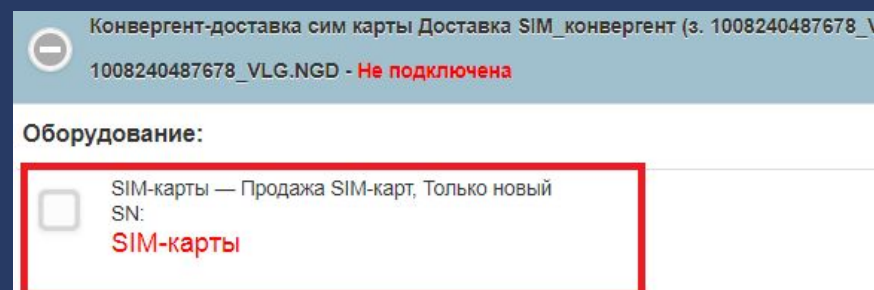 Конвергент-доставка сим карты Доставка SIM_конвергент (з. 1008240487678_V
1008240487678_VLG.NGD - Не подключена
Оборудование:
SIM-карты — Продажа SIM-карт, Только новый
SN:
SIM-карты